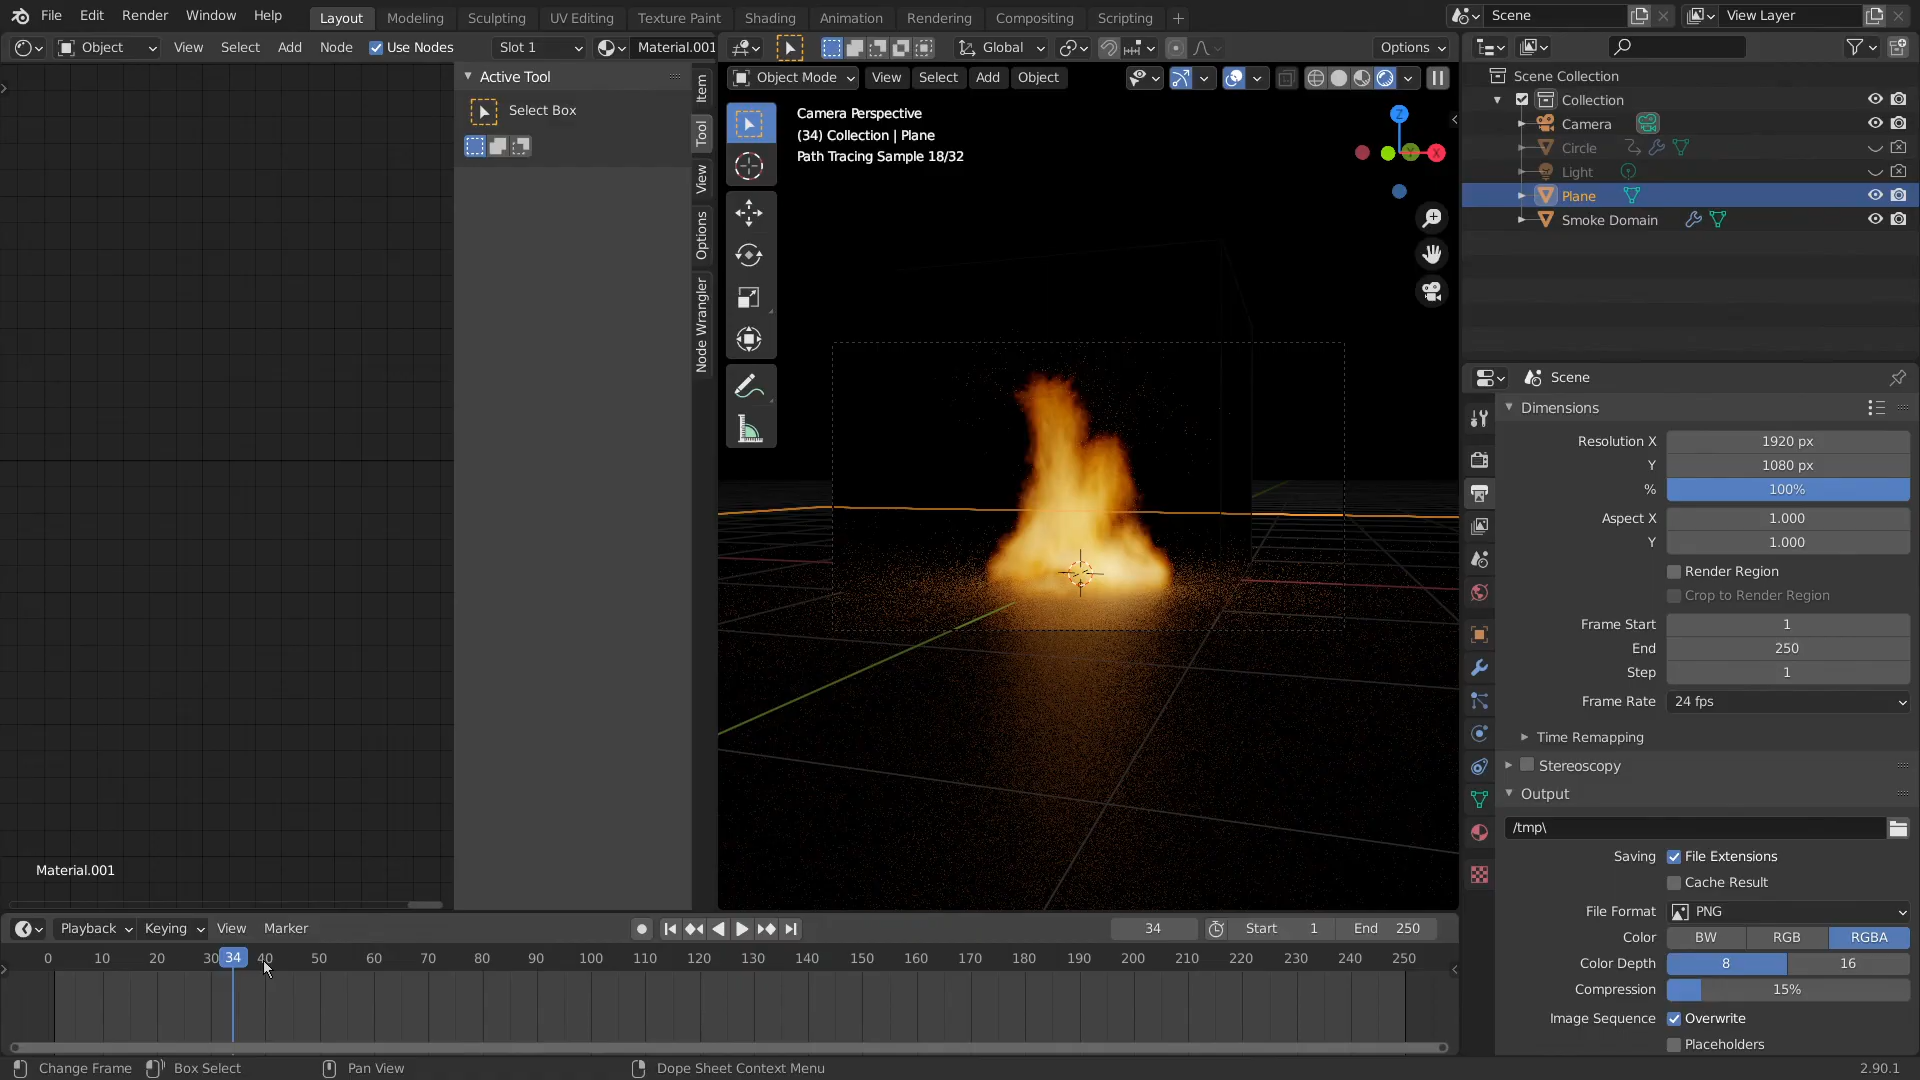 File Edit Render Window Help Layout Modeling Sculpting UV Editing Texture Paint Shading Animation Rendering Compositing Scripting + Scene View Layer
Object View Select Add Node Use Nodes Slot 1 Material.001 Global Options
Active Tool
Select Box
Item
Tool
View
Options
Node Wrangler
Material.001
Object Mode View Select Add Object
Camera Perspective
(34) Collection | Plane
Path Tracing Sample 18/32
Z
X
Scene Collection
Collection
Camera
Circle
Light
Plane
Smoke Domain
Scene
Dimensions
Resolution X 1920 px
Y 1080 px
% 100%
Aspect X 1.000
Y 1.000
Render Region
Crop to Render Region
Frame Start 1
End 250
Step 1
Frame Rate 24 fps
Time Remapping
Stereoscopy
Output
/tmp\
Saving File Extensions
Cache Result
File Format PNG
Color BW RGB RGBA
Color Depth 8 16
Compression 15%
Image Sequence Overwrite
Placeholders
Playback Keying View Marker 34 Start 1 End 250
0 10 20 30 34 40 50 60 70 80 90 100 110 120 130 140 150 160 170 180 190 200 210 220 230 240 250
Change Frame Box Select Pan View Dope Sheet Context Menu 2.90.1